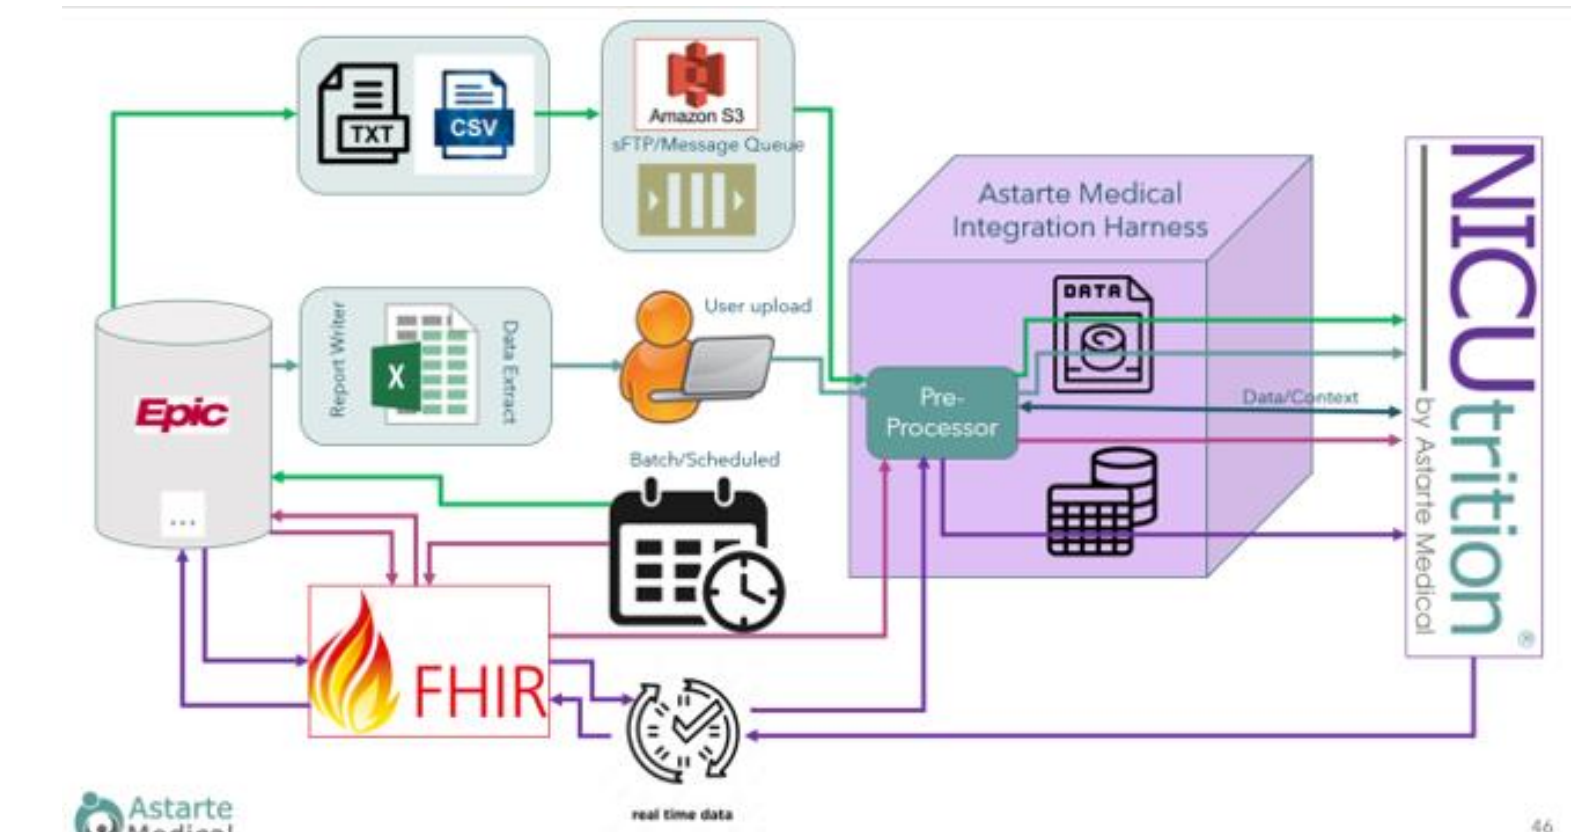 TXT
CSV
Amazon S3
sFTP/Message Queue
Astarte Medical
Integration Harness
DATA
Report Writer
X
Data Extract
User upload
Epic
...
Pre-
Processor
Data/Context
NICUtrition
®
by Astarte Medical
Batch/Scheduled
FHIR
real time data
Astarte
Medical
46